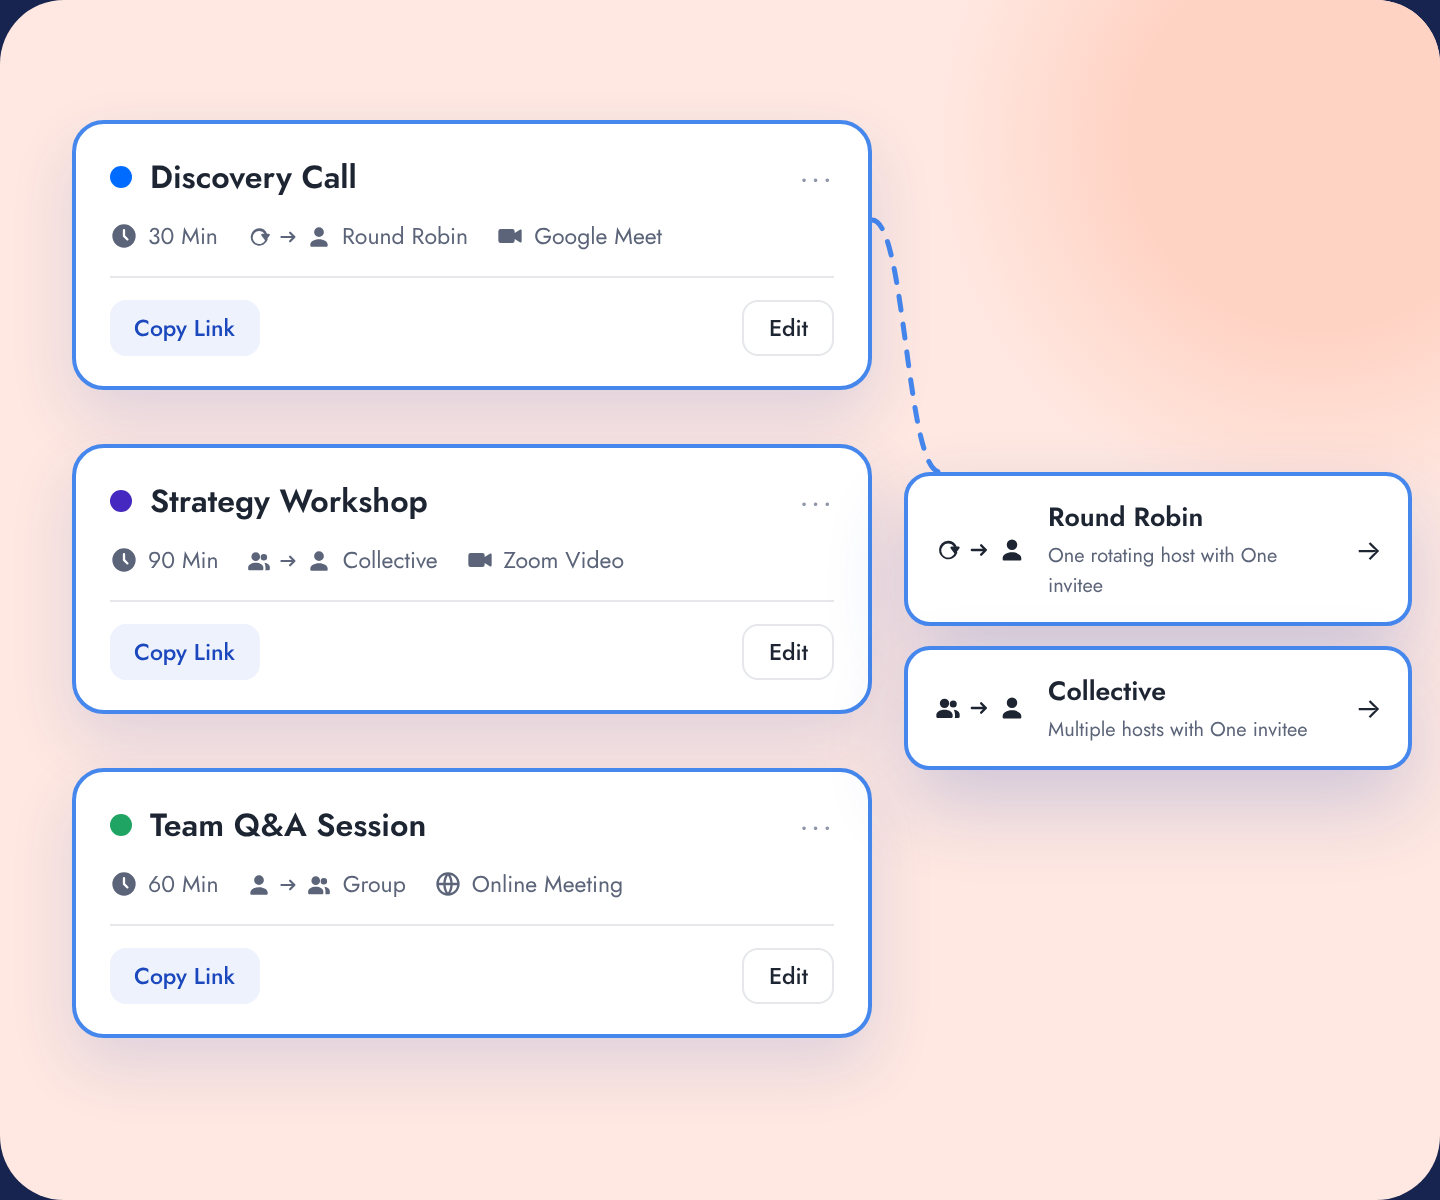 Discovery Call
30 Min Round Robin Google Meet
Copy Link Edit
Strategy Workshop
90 Min Collective Zoom Video
Copy Link Edit
Team Q&A Session
60 Min Group Online Meeting
Copy Link Edit
Round Robin
One rotating host with One
invitee
Collective
Multiple hosts with One invitee